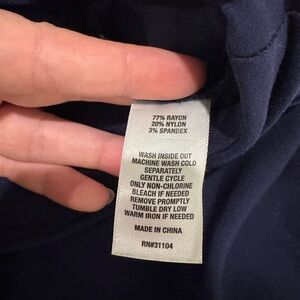 77% RAYON
20% NYLON
3% SPANDEX
WASH INSIDE OUT
MACHINE WASH COLD
SEPARATELY
GENTLE CYCLE
ONLY NON-CHLORINE
BLEACH IF NEEDED
REMOVE PROMPTLY
TUMBLE DRY LOW
WARM IRON IF NEEDED
MADE IN CHINA
RN#31104